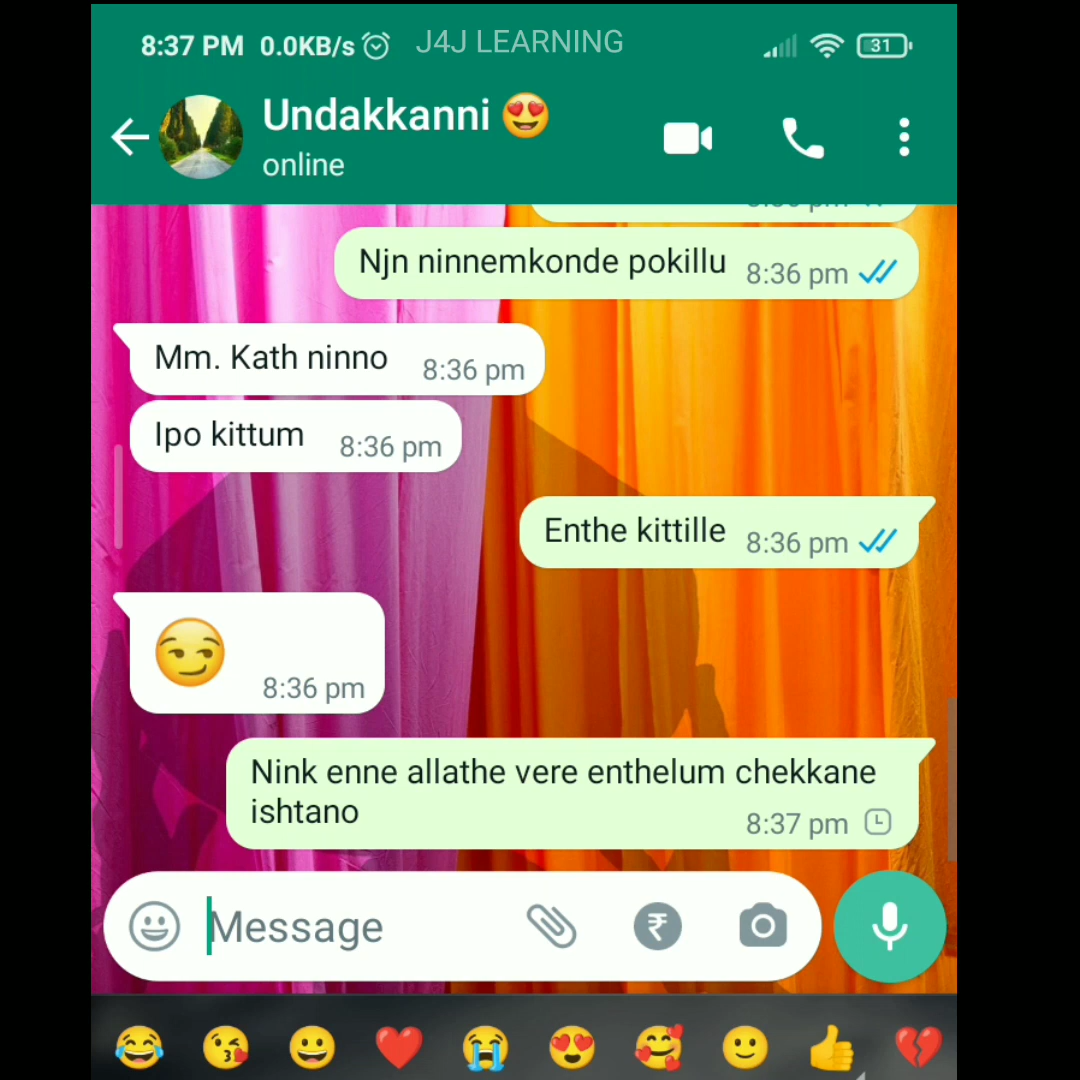 8:37 PM 0.0KB/s J4J LEARNING 31
Undakkanni 😍
online
Njn ninnemkonde pokillu 8:36 pm
Mm. Kath ninno 8:36 pm
Ipo kittum 8:36 pm
Enthe kittille 8:36 pm
😏 8:36 pm
Nink enne allathe vere enthelum chekkane
ishtano 8:37 pm
Message